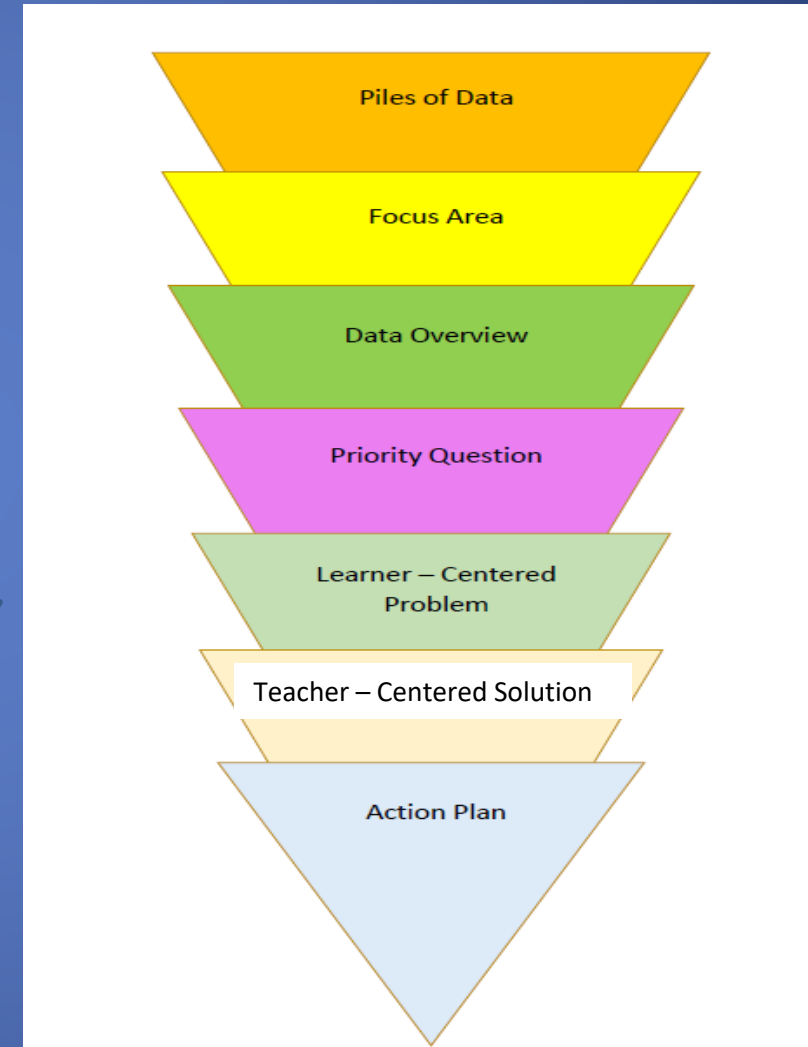 Piles of Data
Focus Area
Data Overview
Priority Question
Learner – Centered
Problem
Teacher – Centered Solution
Action Plan